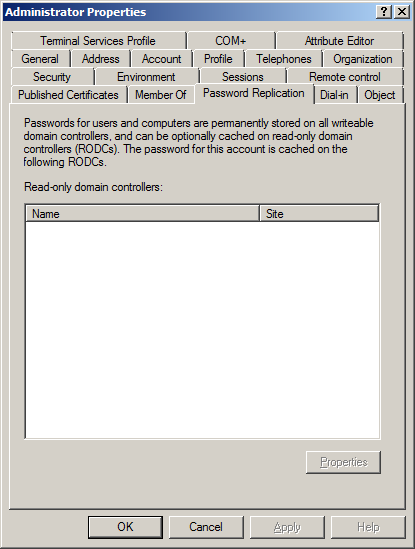 Administrator Properties
Terminal Services Profile COM+ Attribute Editor
General Address Account Profile Telephones Organization
Security Environment Sessions Remote control
Published Certificates Member Of Password Replication Dial-in Object
Passwords for users and computers are permanently stored on all writeable
domain controllers, and can be optionally cached on read-only domain
controllers (RODCs). The password for this account is cached on the
following RODCs.
Read-only domain controllers:
Name Site
Properties
OK Cancel Apply Help